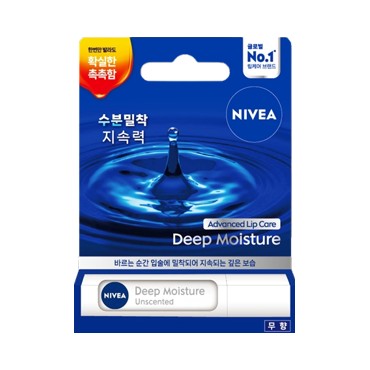 한번만 발라도
확실한
촉촉함
글로벌
No.1*
립케어 브랜드
수분밀착
지속력
NIVEA
Advanced Lip Care
Deep Moisture
바르는 순간 입술에 밀착되어 지속되는 깊은 보습
NIVEA
Deep Moisture
Unscented
무 향